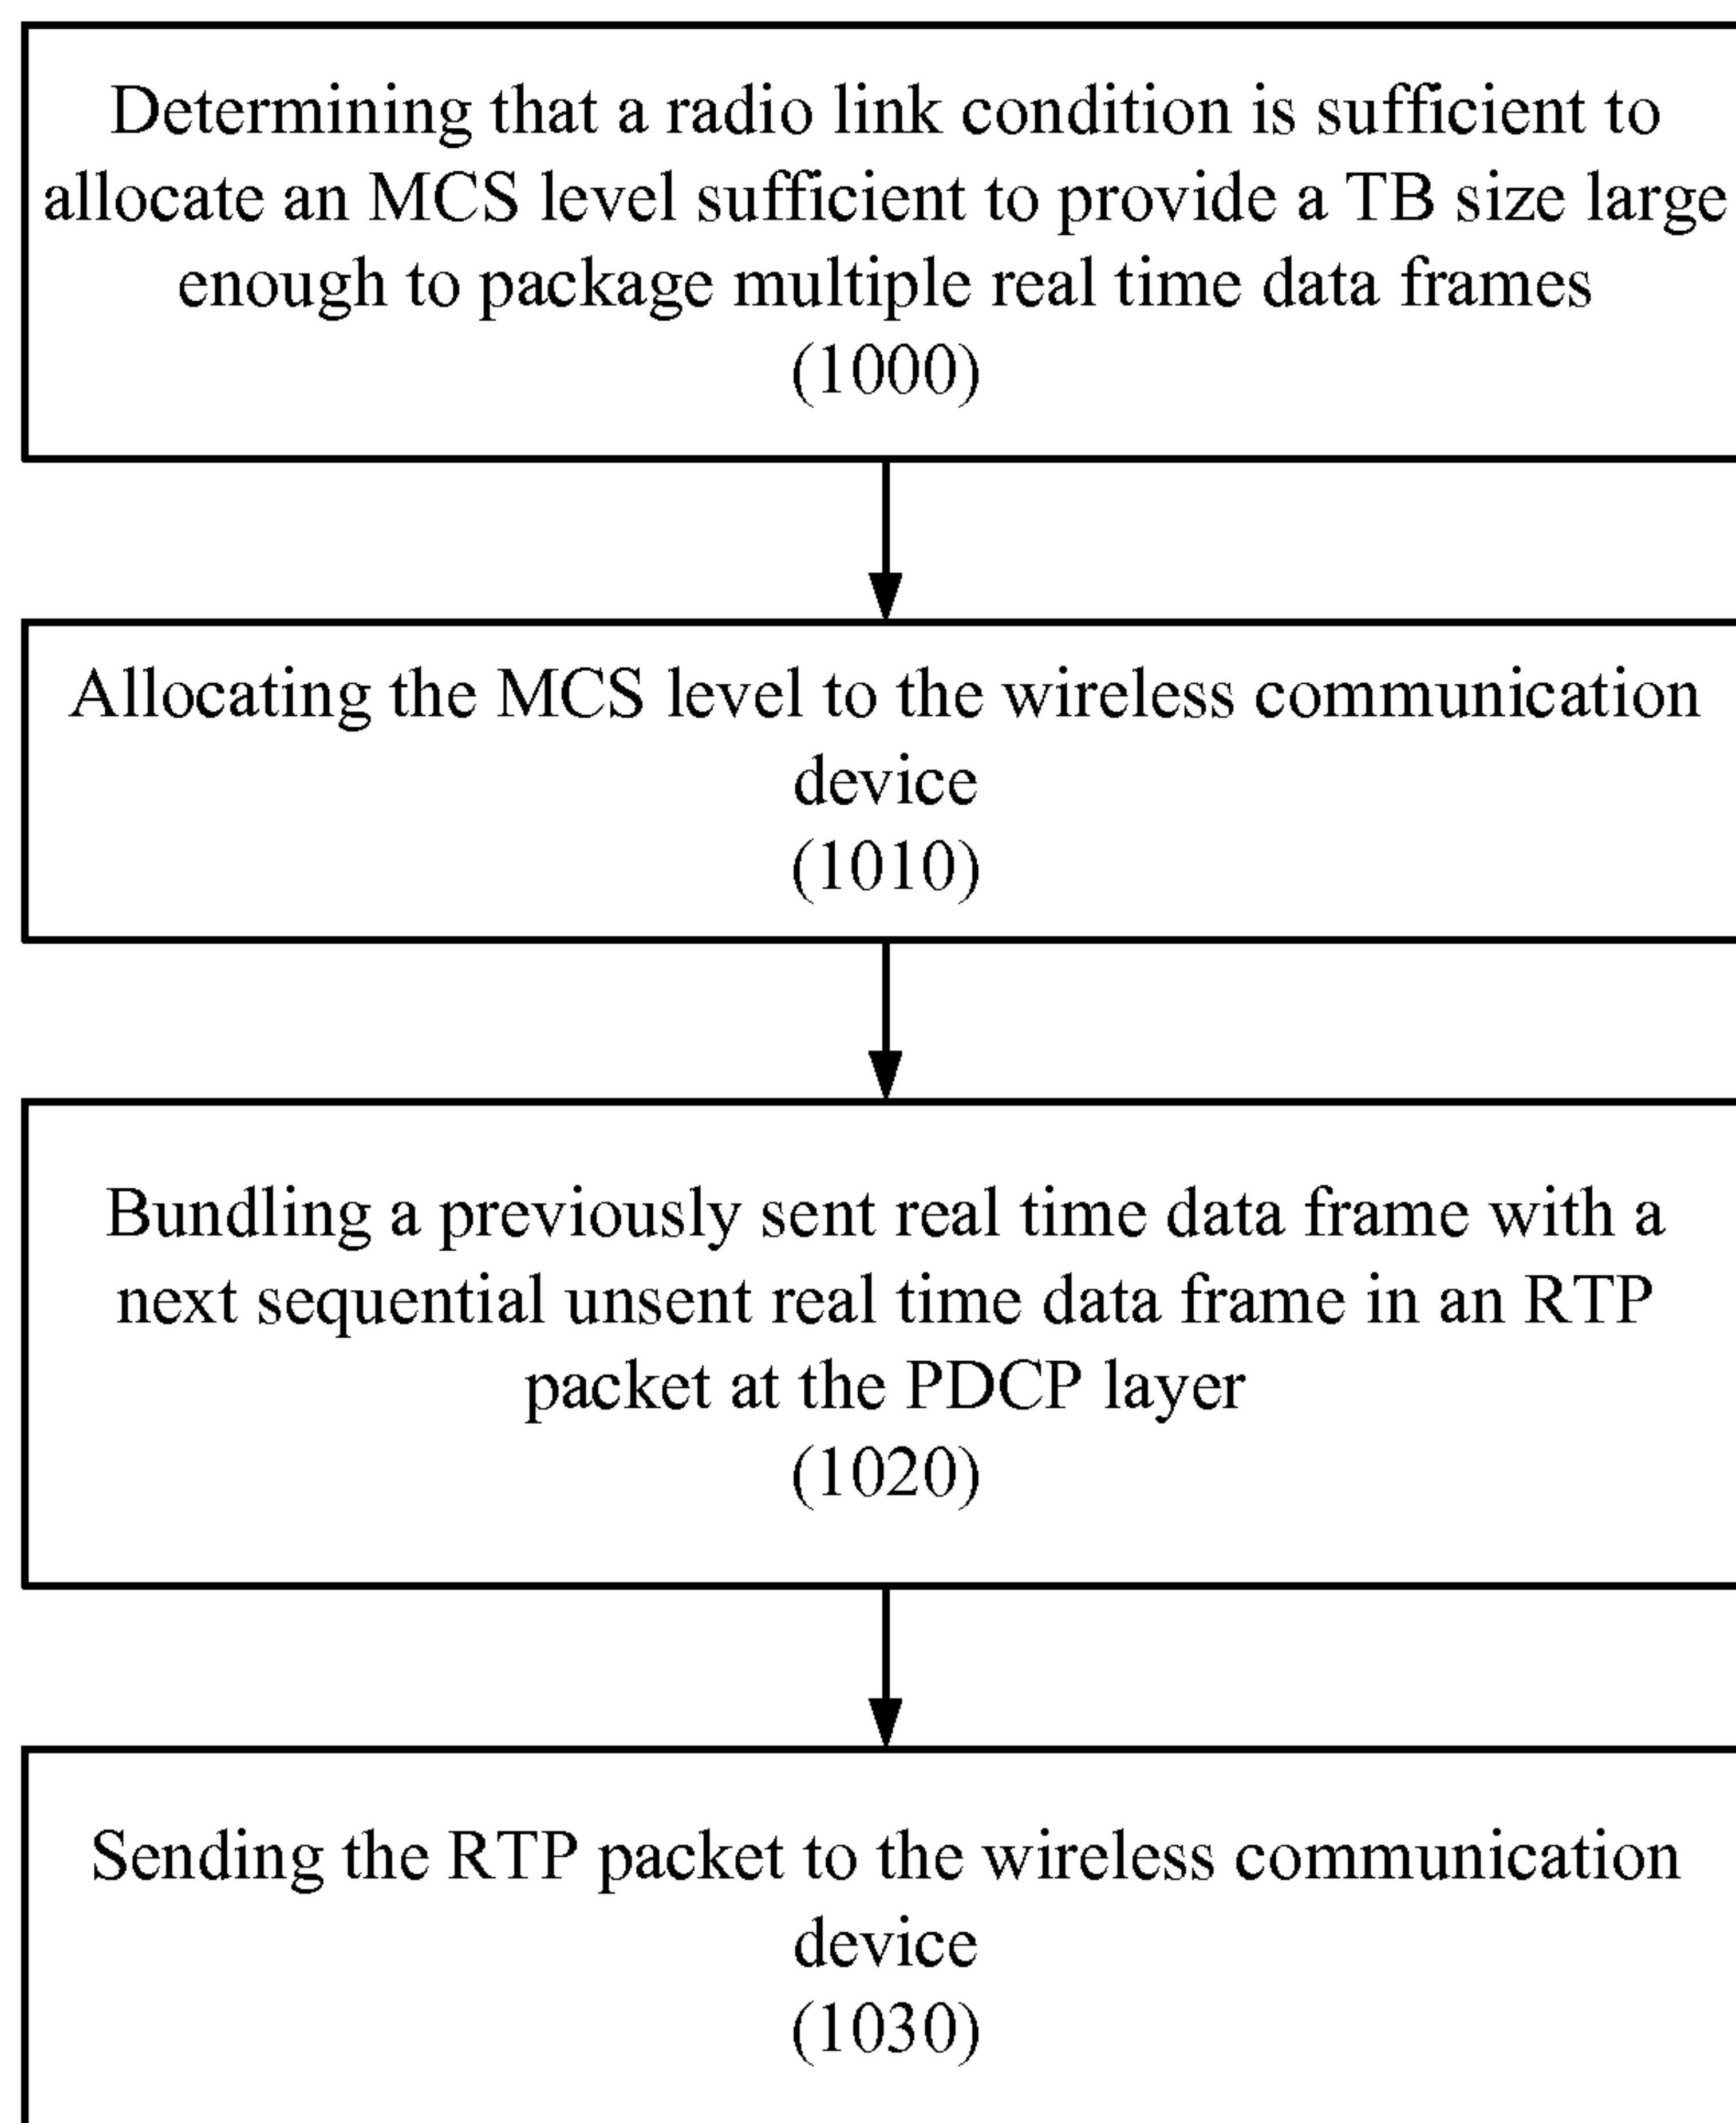 Determining that a radio link condition is sufficient to
allocate an MCS level sufficient to provide a TB size large
enough to package multiple real time data frames
(1000)
Allocating the MCS level to the wireless communication
device
(1010)
Bundling a previously sent real time data frame with a
next sequential unsent real time data frame in an RTP
packet at the PDCP layer
(1020)
Sending the RTP packet to the wireless communication
device
(1030)